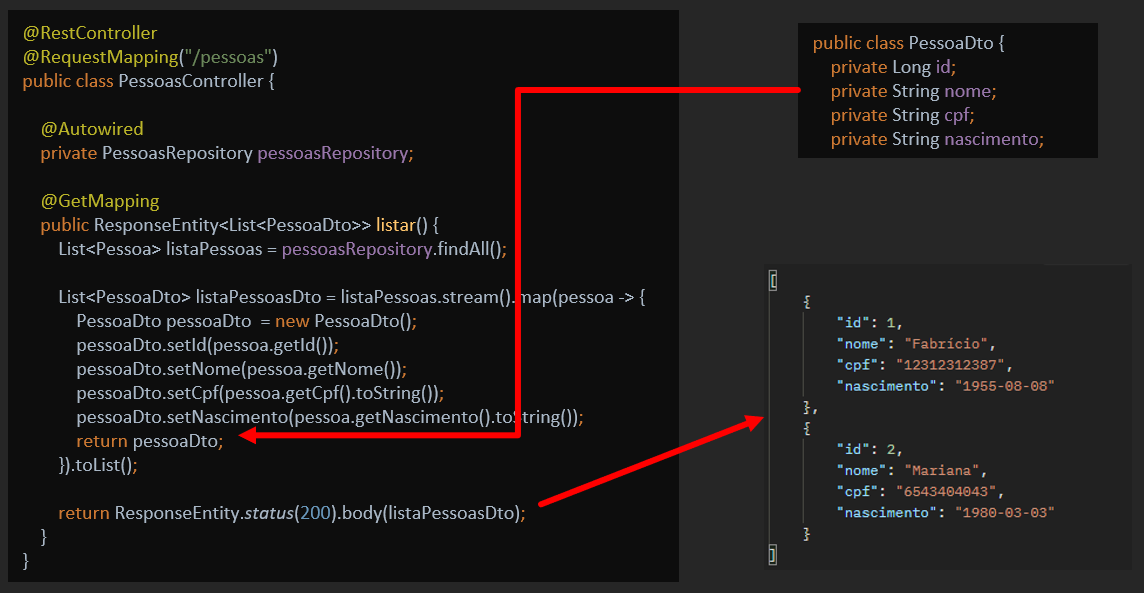 @RestController
@RequestMapping("/pessoas")
public class PessoasController {
@Autowired
private PessoasRepository pessoasRepository;
@GetMapping
public ResponseEntity<List<PessoaDto>> listar() {
List<Pessoa> listaPessoas = pessoasRepository.findAll();
List<PessoaDto> listaPessoasDto = listaPessoas.stream().map(pessoa -> {
PessoaDto pessoaDto  = new PessoaDto();
pessoaDto.setId(pessoa.getId());
pessoaDto.setNome(pessoa.getNome());
pessoaDto.setCpf(pessoa.getCpf().toString());
pessoaDto.setNascimento(pessoa.getNascimento().toString());
return pessoaDto;
}).toList();
return ResponseEntity.status(200).body(listaPessoasDto);
}
}
public class PessoaDto {
private Long id;
private String nome;
private String cpf;
private String nascimento;
[
{
"id": 1,
"nome": "Fabricio",
"cpf": "12312312387",
"nascimento": "1955-08-08"
},
{
"id": 2,
"nome": "Mariana",
"cpf": "6543404043",
"nascimento": "1980-03-03"
}
]